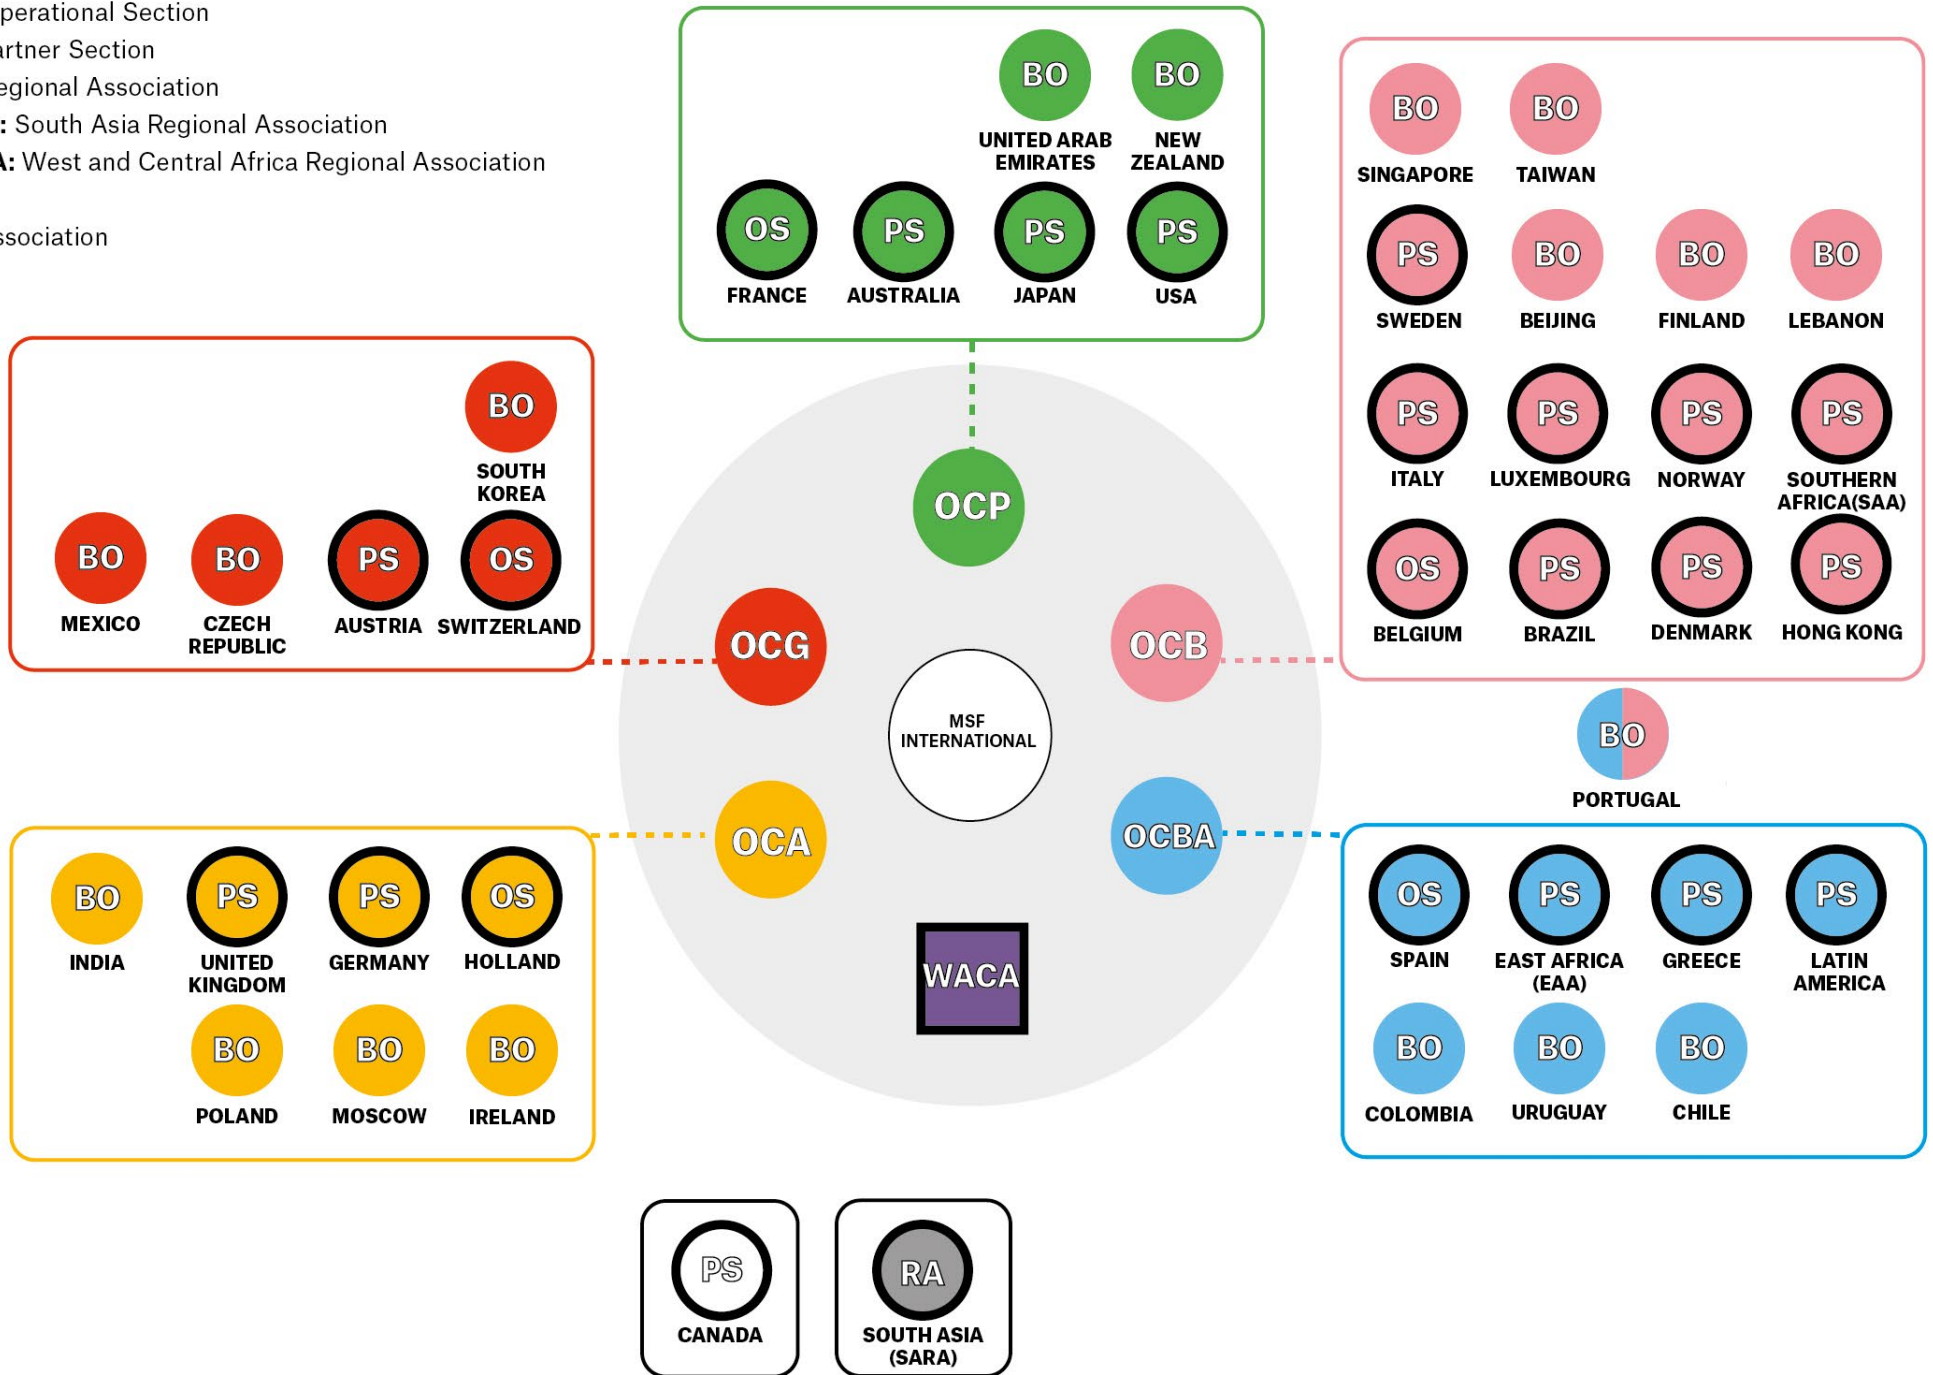 perational Section
artner Section
egional Association
: South Asia Regional Association
A: West and Central Africa Regional Association
ssociation
BO
BO
UNITED ARAB
EMIRATES
NEW
ZEALAND
OS
PS
PS
PS
FRANCE
AUSTRALIA
JAPAN
USA
BO
BO
SINGAPORE
TAIWAN
PS
BO
BO
BO
SWEDEN
BEIJING
FINLAND
LEBANON
PS
PS
PS
PS
ITALY
LUXEMBOURG
NORWAY
SOUTHERN
AFRICA(SAA)
OS
PS
PS
PS
BELGIUM
BRAZIL
DENMARK
HONG KONG
BO
SOUTH
KOREA
BO
BO
PS
OS
MEXICO
CZECH
REPUBLIC
AUSTRIA
SWITZERLAND
OCP
OCG
OCB
MSF
INTERNATIONAL
OCA
OCBA
WACA
BO
PORTUGAL
BO
PS
PS
OS
INDIA
UNITED
KINGDOM
GERMANY
HOLLAND
BO
BO
BO
POLAND
MOSCOW
IRELAND
OS
PS
PS
PS
SPAIN
EAST AFRICA
(EAA)
GREECE
LATIN
AMERICA
BO
BO
BO
COLOMBIA
URUGUAY
CHILE
PS
CANADA
RA
SOUTH ASIA
(SARA)